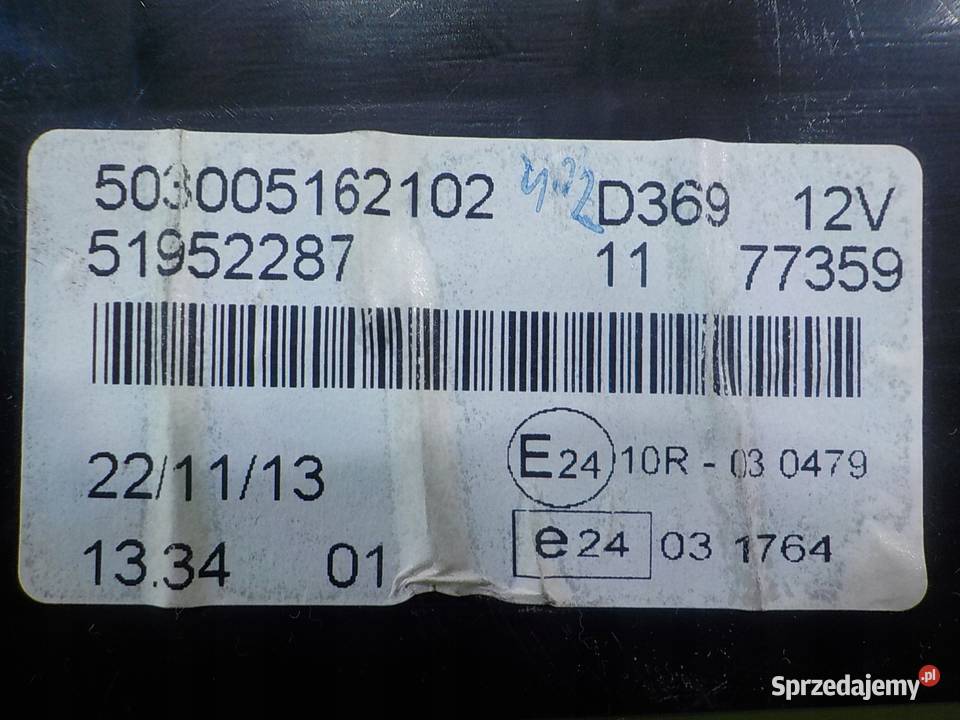 503005162102 D369 12V
51952287 11 77359
22/11/13 E24 10R - 03 0479
13.34 01 e24 03 1764
Sprzedajemy.pl